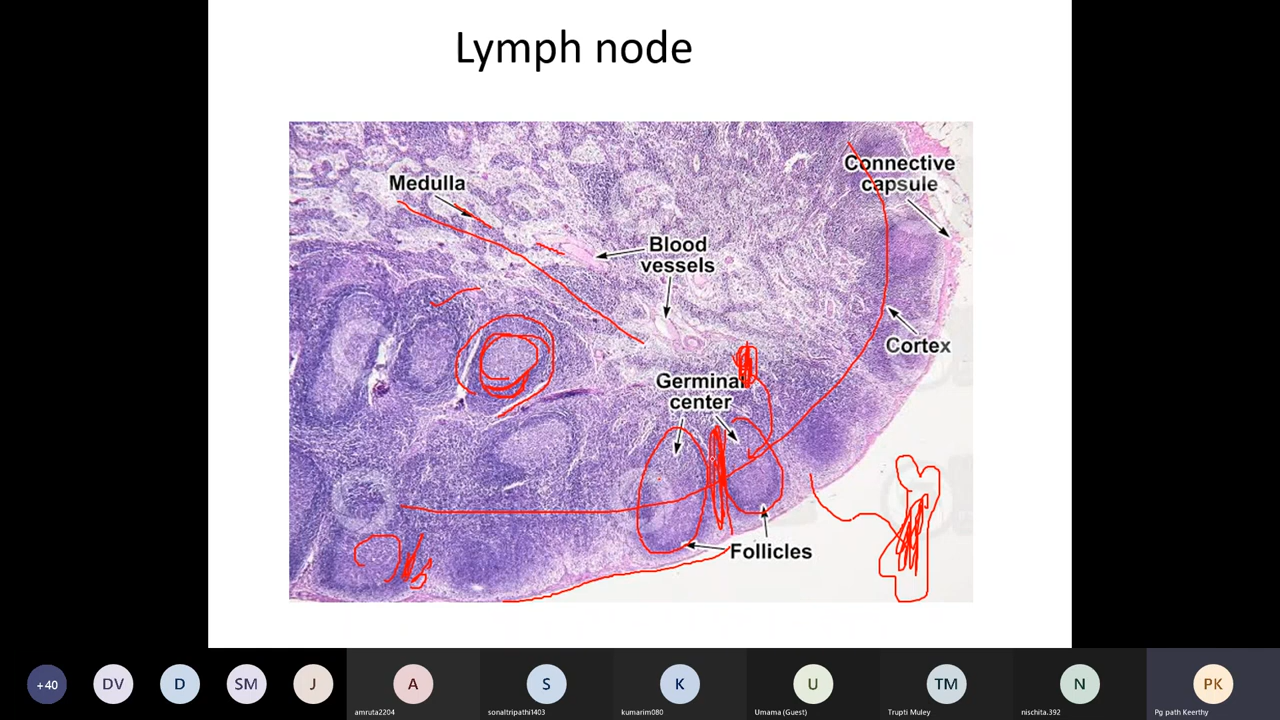 Lymph node
Connective
capsule
Medulla
Blood
vessels
Cortex
Germinal
center
Follicles
+40
DV
D
SM
J
A
S
K
U
TM
N
PK
amruta2204
sonaltripathi1403
kumarim080
Umama (Guest)
Trupti Muley
nischita.392
Pg path Keerthy